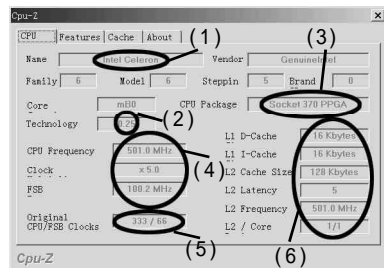 Cpu-Z
CPU Features Cache About
(1)
(3)
Name Intel Celeron Vendor GenuineIntel
Family 6 Model 6 Steppin 5 Brand 0
Core m80 CPU Package Socket 370 PPGA
(2)
Technology 0.25
L1 D-Cache 16 Kbytes
CPU Frequency 501.0 MHz L1 I-Cache 16 Kbytes
Clock x 5.0 L2 Cache Size 128 Kbytes
(4)
FSB 100.2 MHz L2 Latency 5
L2 Frequency 501.0 MHz
Original
CPU/FSB Clocks 333 / 66 L2 / Core 1/1
(5)
(6)
Cpu-Z